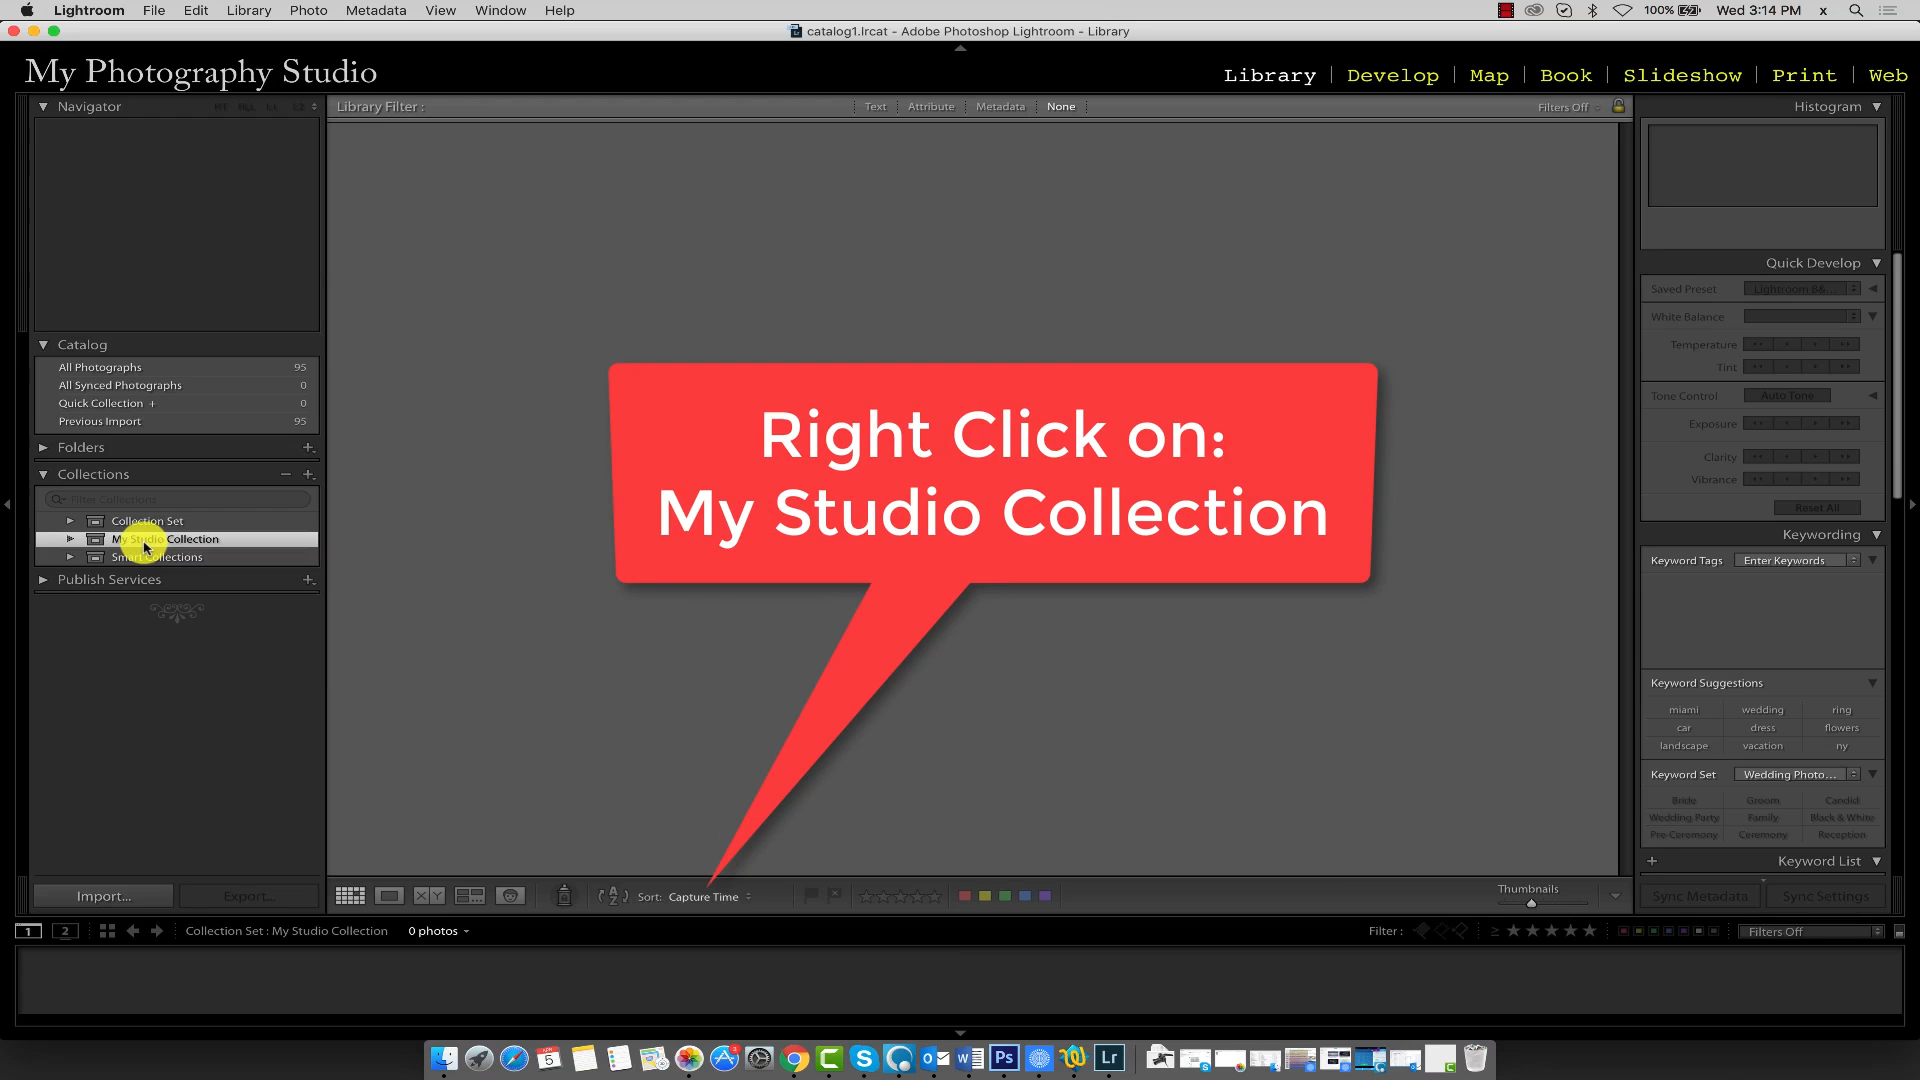 Lightroom File Edit Library Photo Metadata View Window Help
100% Wed 3:14 PM x
catalog1.lrcat - Adobe Photoshop Lightroom - Library
My Photography Studio
Library | Develop | Map | Book | Slideshow | Print | Web
Navigator
Library Filter : Text Attribute Metadata None Filters Off
Histogram
Quick Develop
Saved Preset Lightroom B&...
White Balance
Temperature
Tint
Tone Control Auto Tone
Exposure
Clarity
Vibrance
Reset All
Catalog
All Photographs 95
All Synced Photographs 0
Quick Collection + 0
Previous Import 95
Folders
Collections
Filter Collections
Collection Set
My Studio Collection
Smart Collections
Publish Services
Right Click on:
My Studio Collection
Keywording
Keyword Tags Enter Keywords
Keyword Suggestions
miami wedding ring
car dress flowers
landscape vacation ny
Keyword Set Wedding Photo...
Bride Groom Candid
Wedding Party Family Black & White
Pre-Ceremony Ceremony Reception
Keyword List
Import... Export...
Sort: Capture Time
Thumbnails
Sync Metadata Sync Settings
1 2 Collection Set : My Studio Collection 0 photos
Filter : Filters Off
5 Ps Lr